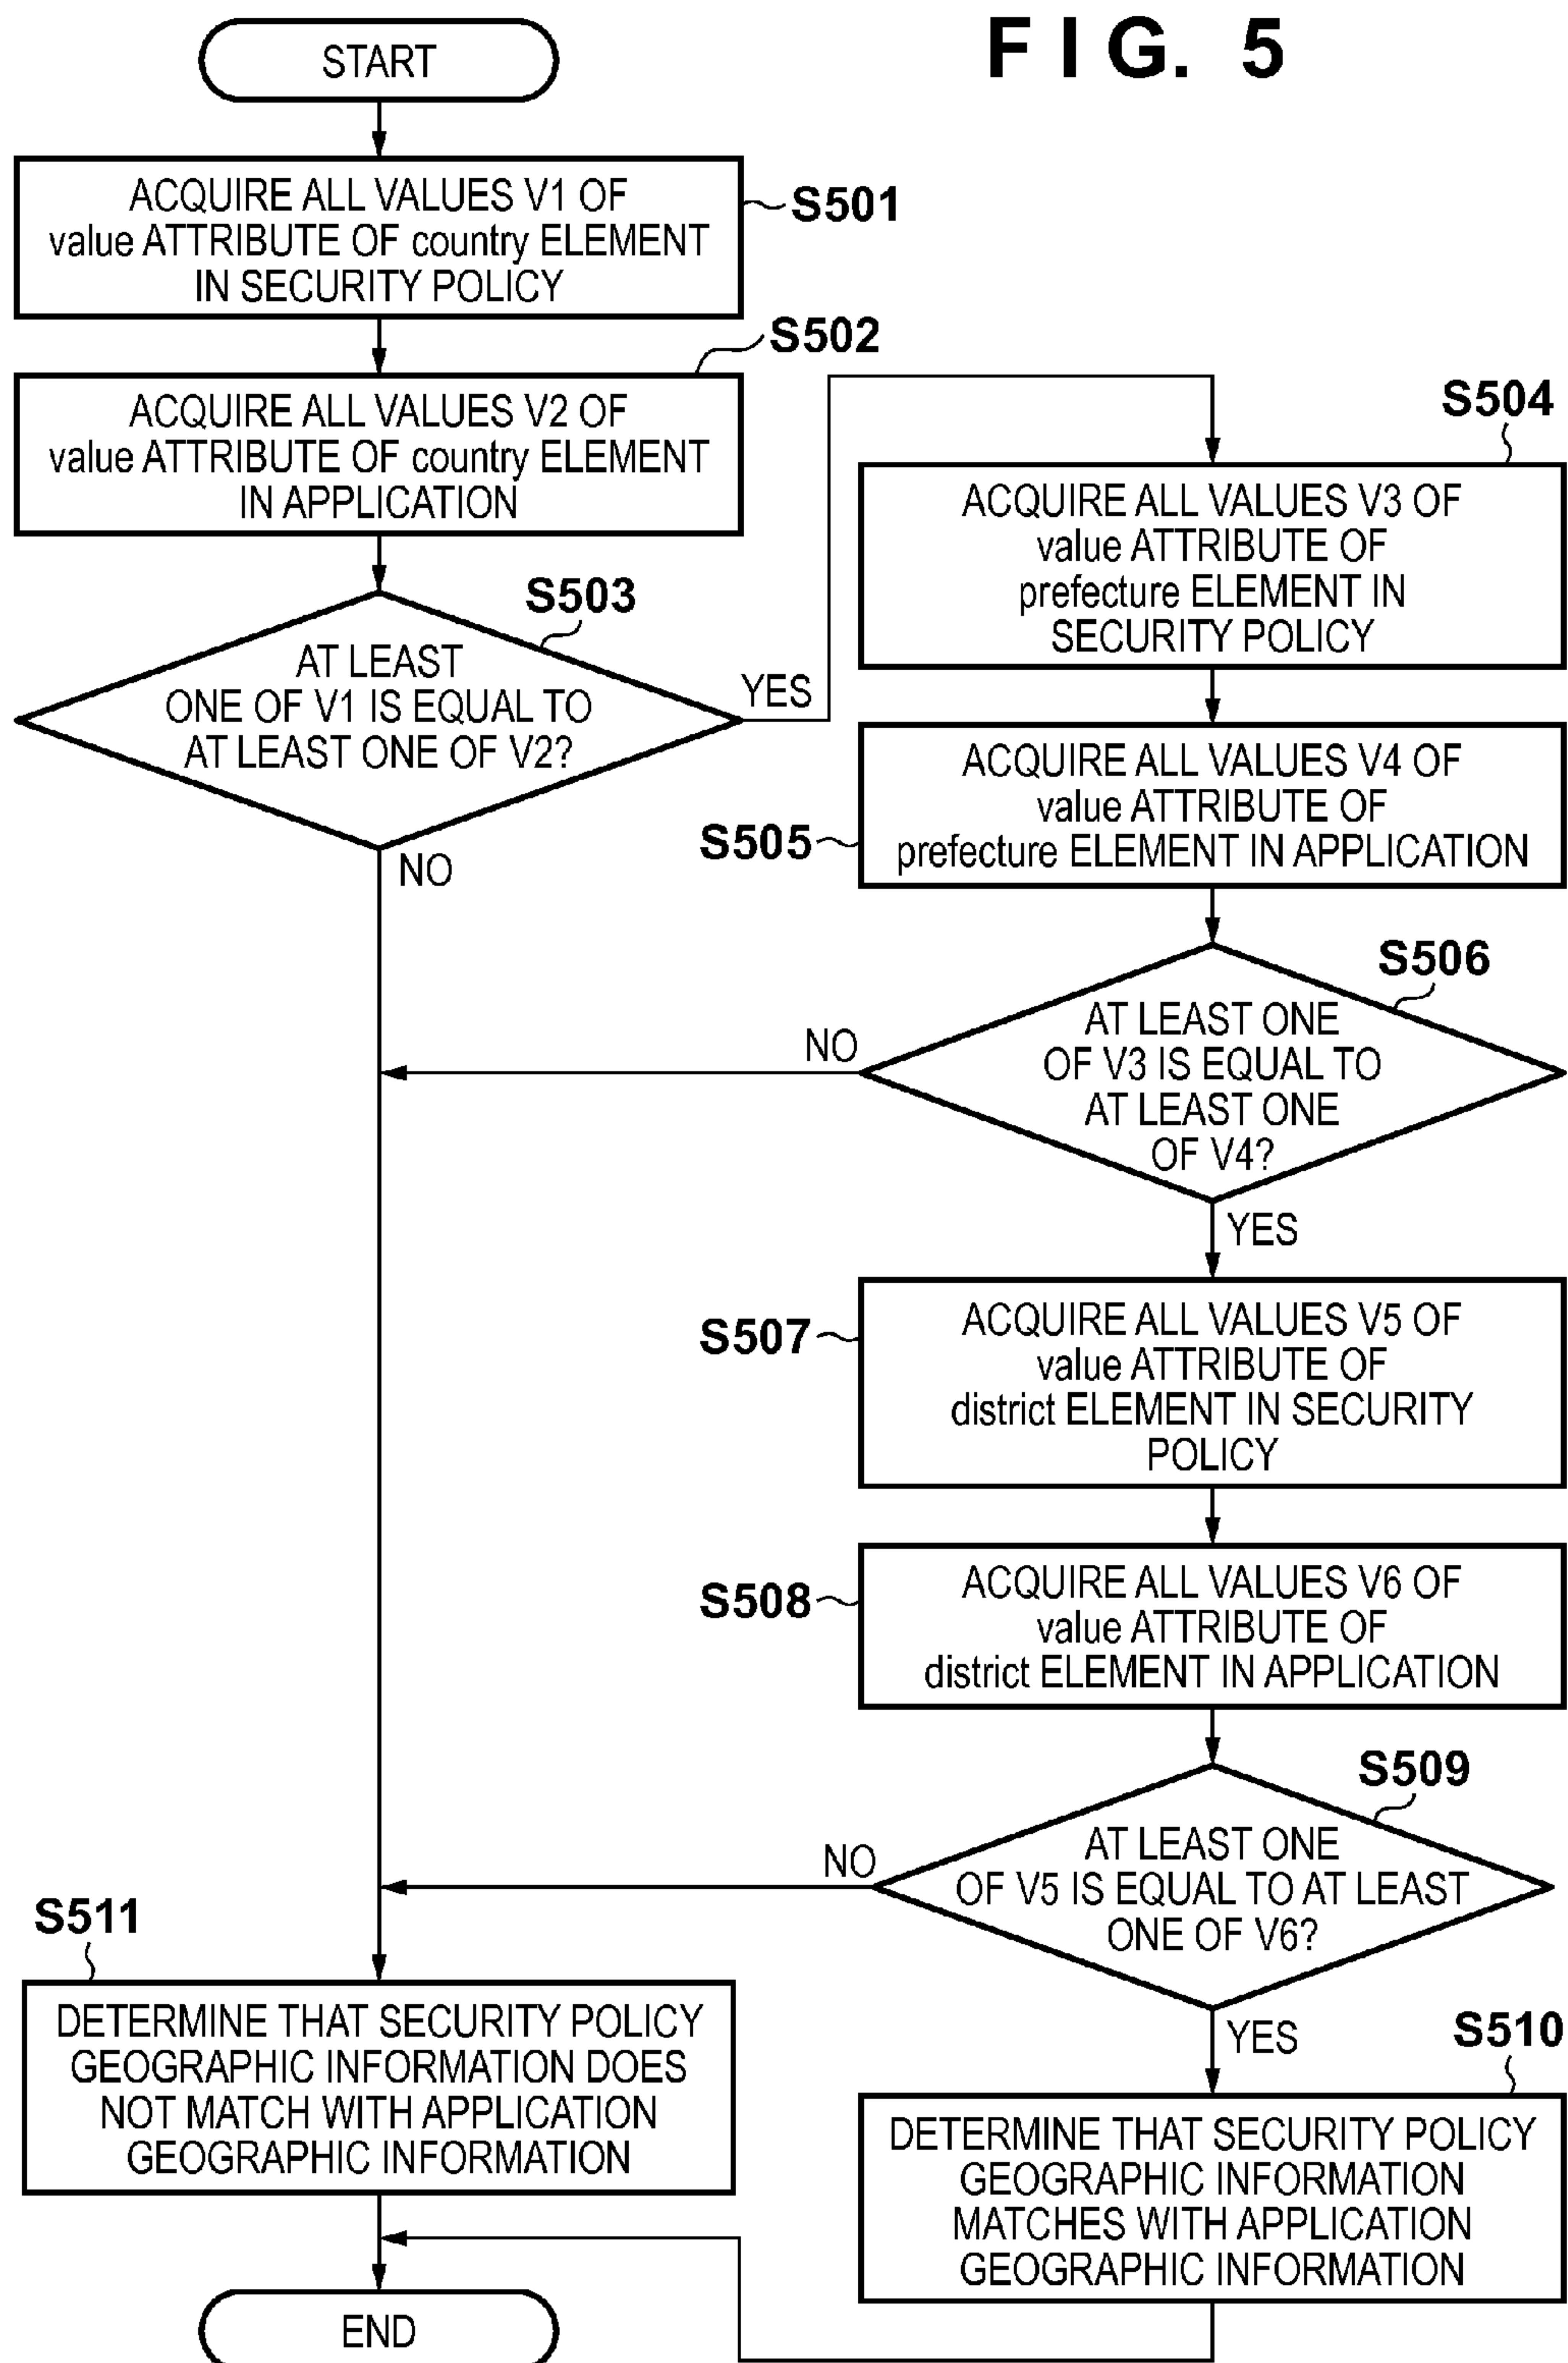 FIG. 5
START
ACQUIRE ALL VALUES V1 OF
value ATTRIBUTE OF country ELEMENT
IN SECURITY POLICY
S501
S502
ACQUIRE ALL VALUES V2 OF
value ATTRIBUTE OF country ELEMENT
IN APPLICATION
S503
AT LEAST
ONE OF V1 IS EQUAL TO
AT LEAST ONE OF V2?
YES
NO
S504
ACQUIRE ALL VALUES V3 OF
value ATTRIBUTE OF
prefecture ELEMENT IN
SECURITY POLICY
S505
ACQUIRE ALL VALUES V4 OF
value ATTRIBUTE OF
prefecture ELEMENT IN APPLICATION
S506
AT LEAST ONE
OF V3 IS EQUAL TO
AT LEAST ONE
OF V4?
NO
YES
S507
ACQUIRE ALL VALUES V5 OF
value ATTRIBUTE OF
district ELEMENT IN SECURITY
POLICY
S508
ACQUIRE ALL VALUES V6 OF
value ATTRIBUTE OF
district ELEMENT IN APPLICATION
S509
AT LEAST ONE
OF V5 IS EQUAL TO AT LEAST
ONE OF V6?
NO
YES
S510
DETERMINE THAT SECURITY POLICY
GEOGRAPHIC INFORMATION
MATCHES WITH APPLICATION
GEOGRAPHIC INFORMATION
S511
DETERMINE THAT SECURITY POLICY
GEOGRAPHIC INFORMATION DOES
NOT MATCH WITH APPLICATION
GEOGRAPHIC INFORMATION
END